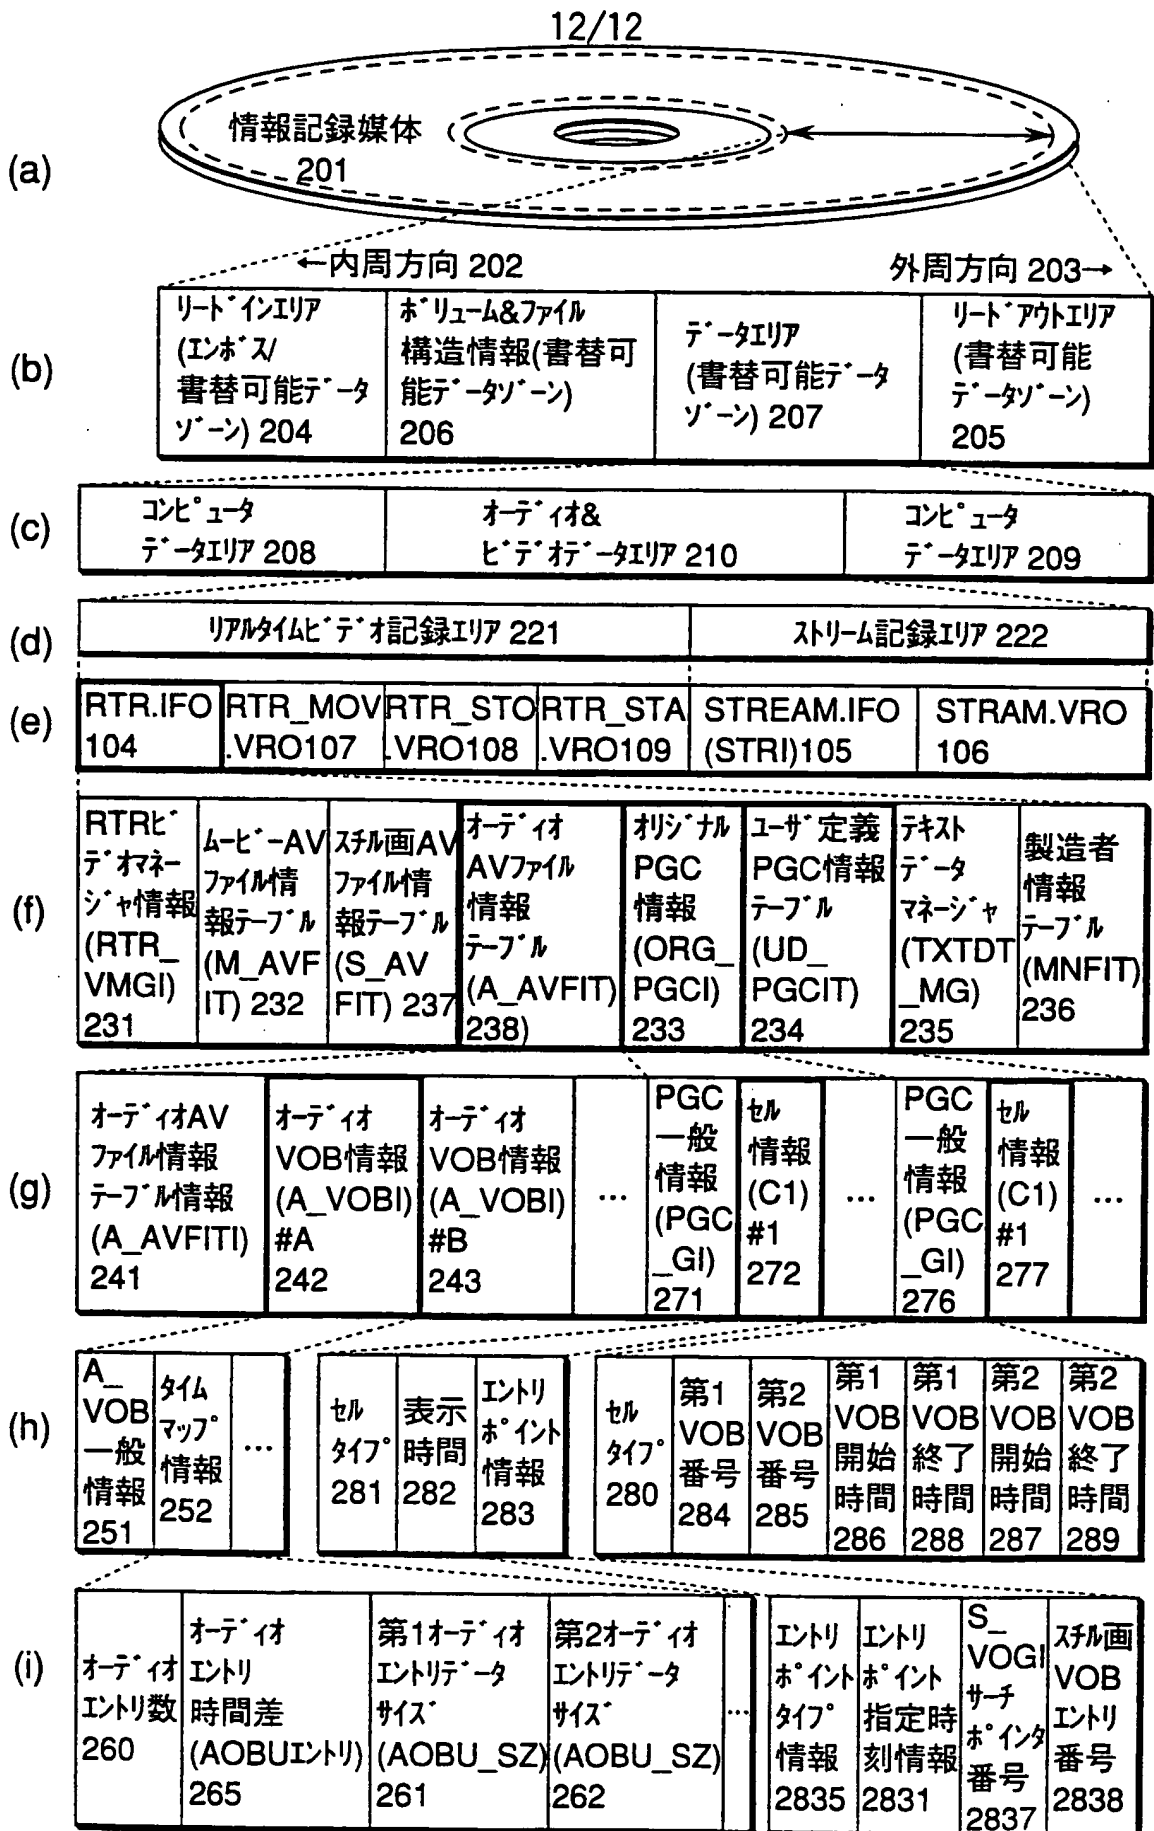 12/12
(a)
情報記録媒体
201
←内周方向 202
外周方向 203→
(b)
リードインエリア
(エンボス/
書替可能データ
ゾーン) 204
ボリューム&ファイル
構造情報(書替可
能データゾーン)
206
データエリア
(書替可能データ
ゾーン) 207
リードアウトエリア
(書替可能
データゾーン)
205
(c)
コンピュータ
データエリア 208
オーディオ&
ビデオデータエリア 210
コンピュータ
データエリア 209
(d)
リアルタイムビデオ記録エリア 221
ストリーム記録エリア 222
(e)
RTR.IFO
104
RTR_MOV
.VRO107
RTR_STO
.VRO108
RTR_STA
.VRO109
STREAM.IFO
(STRI)105
STRAM.VRO
106
(f)
RTRビ
デオマネー
ジャ情報
(RTR_
VMGI)
231
ムービーAV
ファイル情
報テーブル
(M_AVF
IT) 232
スチル画AV
ファイル情
報テーブル
(S_AV
FIT) 237
オーディオ
AVファイル
情報
テーブル
(A_AVFIT)
238)
オリジナル
PGC
情報
(ORG_
PGCI)
233
ユーザ定義
PGC情報
テーブル
(UD_
PGCIT)
234
テキスト
データ
マネージャ
(TXTDT
_MG)
235
製造者
情報
テーブル
(MNFIT)
236
(g)
オーディオAV
ファイル情報
テーブル情報
(A_AVFITI)
241
オーディオ
VOB情報
(A_VOBI)
#A
242
オーディオ
VOB情報
(A_VOBI)
#B
243
...
PGC
一般
情報
(PGC
_GI)
271
セル
情報
(C1)
#1
272
...
PGC
一般
情報
(PGC
_GI)
276
セル
情報
(C1)
#1
277
...
(h)
A_
VOB
一般
情報
251
タイム
マップ
情報
252
...
セル
タイプ
281
表示
時間
282
エントリ
ポイント
情報
283
セル
タイプ
280
第1
VOB
番号
284
第2
VOB
番号
285
第1
VOB
開始
時間
286
第1
VOB
終了
時間
288
第2
VOB
開始
時間
287
第2
VOB
終了
時間
289
(i)
オーディオ
エントリ数
260
オーディオ
エントリ
時間差
(AOBUエントリ)
265
第1オーディオ
エントリデータ
サイズ
(AOBU_SZ)
261
第2オーディオ
エントリデータ
サイズ
(AOBU_SZ)
262
...
エントリ
ポイント
タイプ
情報
2835
エントリ
ポイント
指定時
刻情報
2831
S_
VOGI
サーチ
ポインタ
番号
2837
スチル画
VOB
エントリ
番号
2838